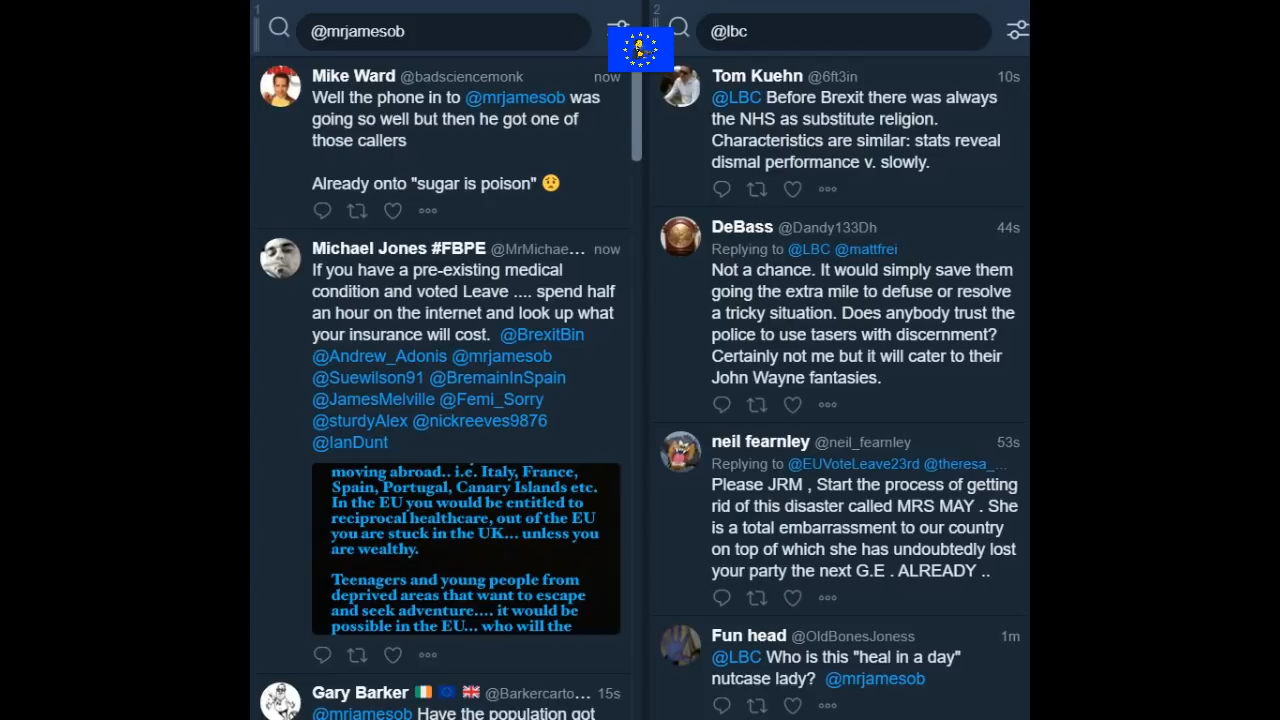 1
@mrjamesob
Mike Ward @badsciencemonk now
Well the phone in to @mrjamesob was
going so well but then he got one of
those callers
Already onto "sugar is poison" 😟
Michael Jones #FBPE @MrMichae... now
If you have a pre-existing medical
condition and voted Leave .... spend half
an hour on the internet and look up what
your insurance will cost. @BrexitBin
@Andrew_Adonis @mrjamesob
@Suewilson91 @BremainInSpain
@JamesMelville @Femi_Sorry
@sturdyAlex @nickreeves9876
@IanDunt
moving abroad.. i.e. Italy, France,
Spain, Portugal, Canary Islands etc.
In the EU you would be entitled to
reciprocal healthcare, out of the EU
you are stuck in the UK... unless you
are wealthy.
Teenagers and young people from
deprived areas that want to escape
and seek adventure.... it would be
possible in the EU... who will the
Gary Barker 🇮🇪 🇪🇺 🇬🇧 @Barkercarto... 15s
@mrjamesob Have the population got
2
@lbc
Tom Kuehn @6ft3in 10s
@LBC Before Brexit there was always
the NHS as substitute religion.
Characteristics are similar: stats reveal
dismal performance v. slowly.
DeBass @Dandy133Dh 44s
Replying to @LBC @mattfrei
Not a chance. It would simply save them
going the extra mile to defuse or resolve
a tricky situation. Does anybody trust the
police to use tasers with discernment?
Certainly not me but it will cater to their
John Wayne fantasies.
neil fearnley @neil_fearnley 53s
Replying to @EUVoteLeave23rd @theresa_...
Please JRM , Start the process of getting
rid of this disaster called MRS MAY . She
is a total embarrassment to our country
on top of which she has undoubtedly lost
your party the next G.E . ALREADY ..
Fun head @OldBonesJoness 1m
@LBC Who is this "heal in a day"
nutcase lady? @mrjamesob